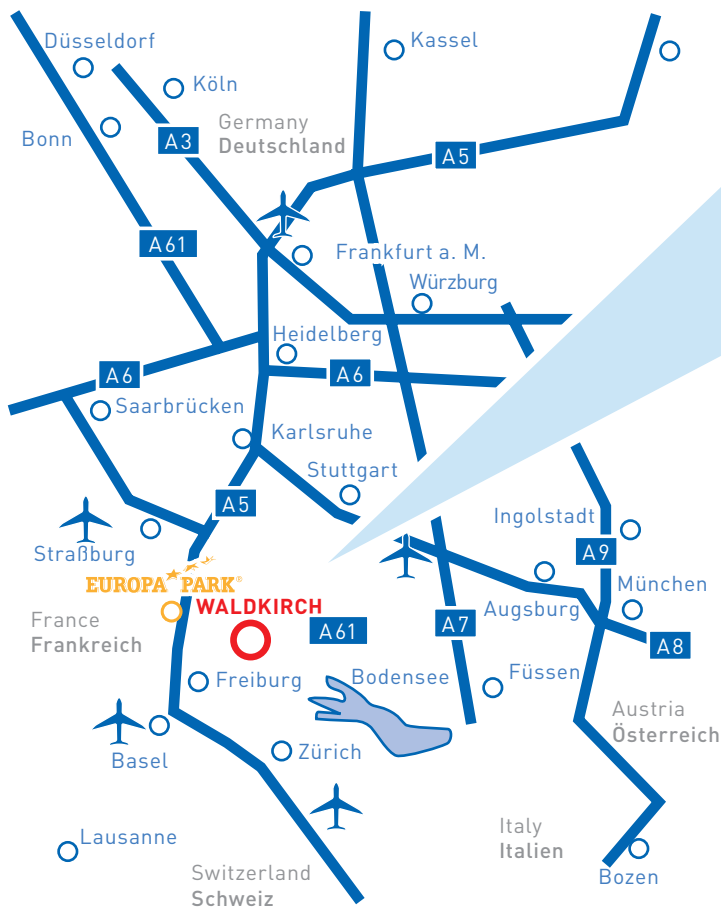 Düsseldorf
Kassel
Köln
Germany
Deutschland
Bonn
A3
A5
A61
Frankfurt a. M.
Würzburg
Heidelberg
A6
A6
Saarbrücken
Karlsruhe
Stuttgart
A5
Ingolstadt
Straßburg
A9
EUROPA PARK®
München
WALDKIRCH
Augsburg
France
Frankreich
A61
A7
A8
Freiburg
Bodensee
Füssen
Austria
Österreich
Basel
Zürich
Lausanne
Italy
Italien
Switzerland
Schweiz
Bozen